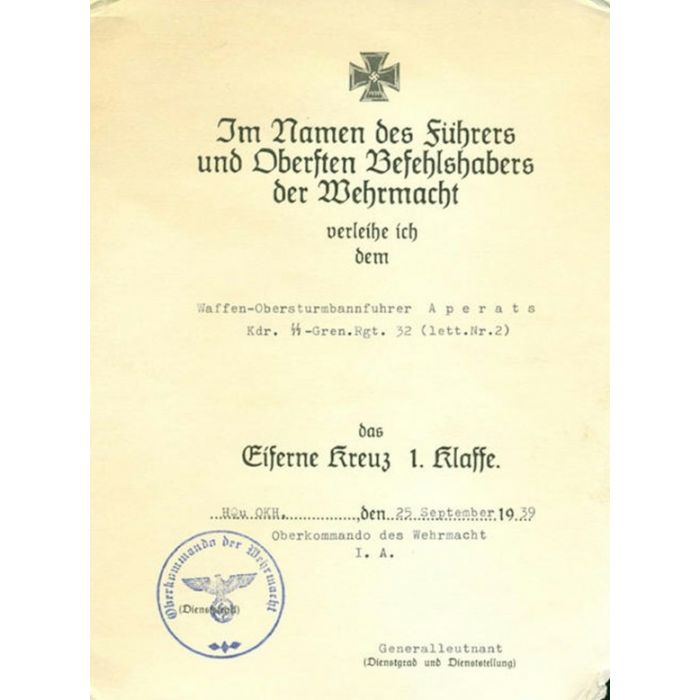 Im Namen des Führers
und Obersten Befehlshabers
der Wehrmacht
verleihe ich
dem
Waffen-Obersturmbannfuhrer A p e r a t s
Kdr. ᛋᛋ-Gren.Rgt. 32 (lett.Nr.2)
das
Eiserne Kreuz 1. Klasse.
HQu OKH. ,den 25 September 19 39
Oberkommando des Wehrmacht
I. A.
Oberkommando der Wehrmacht
(Dienstsiegel)
Generalleutnant
(Dienstgrad und Dienststellung)